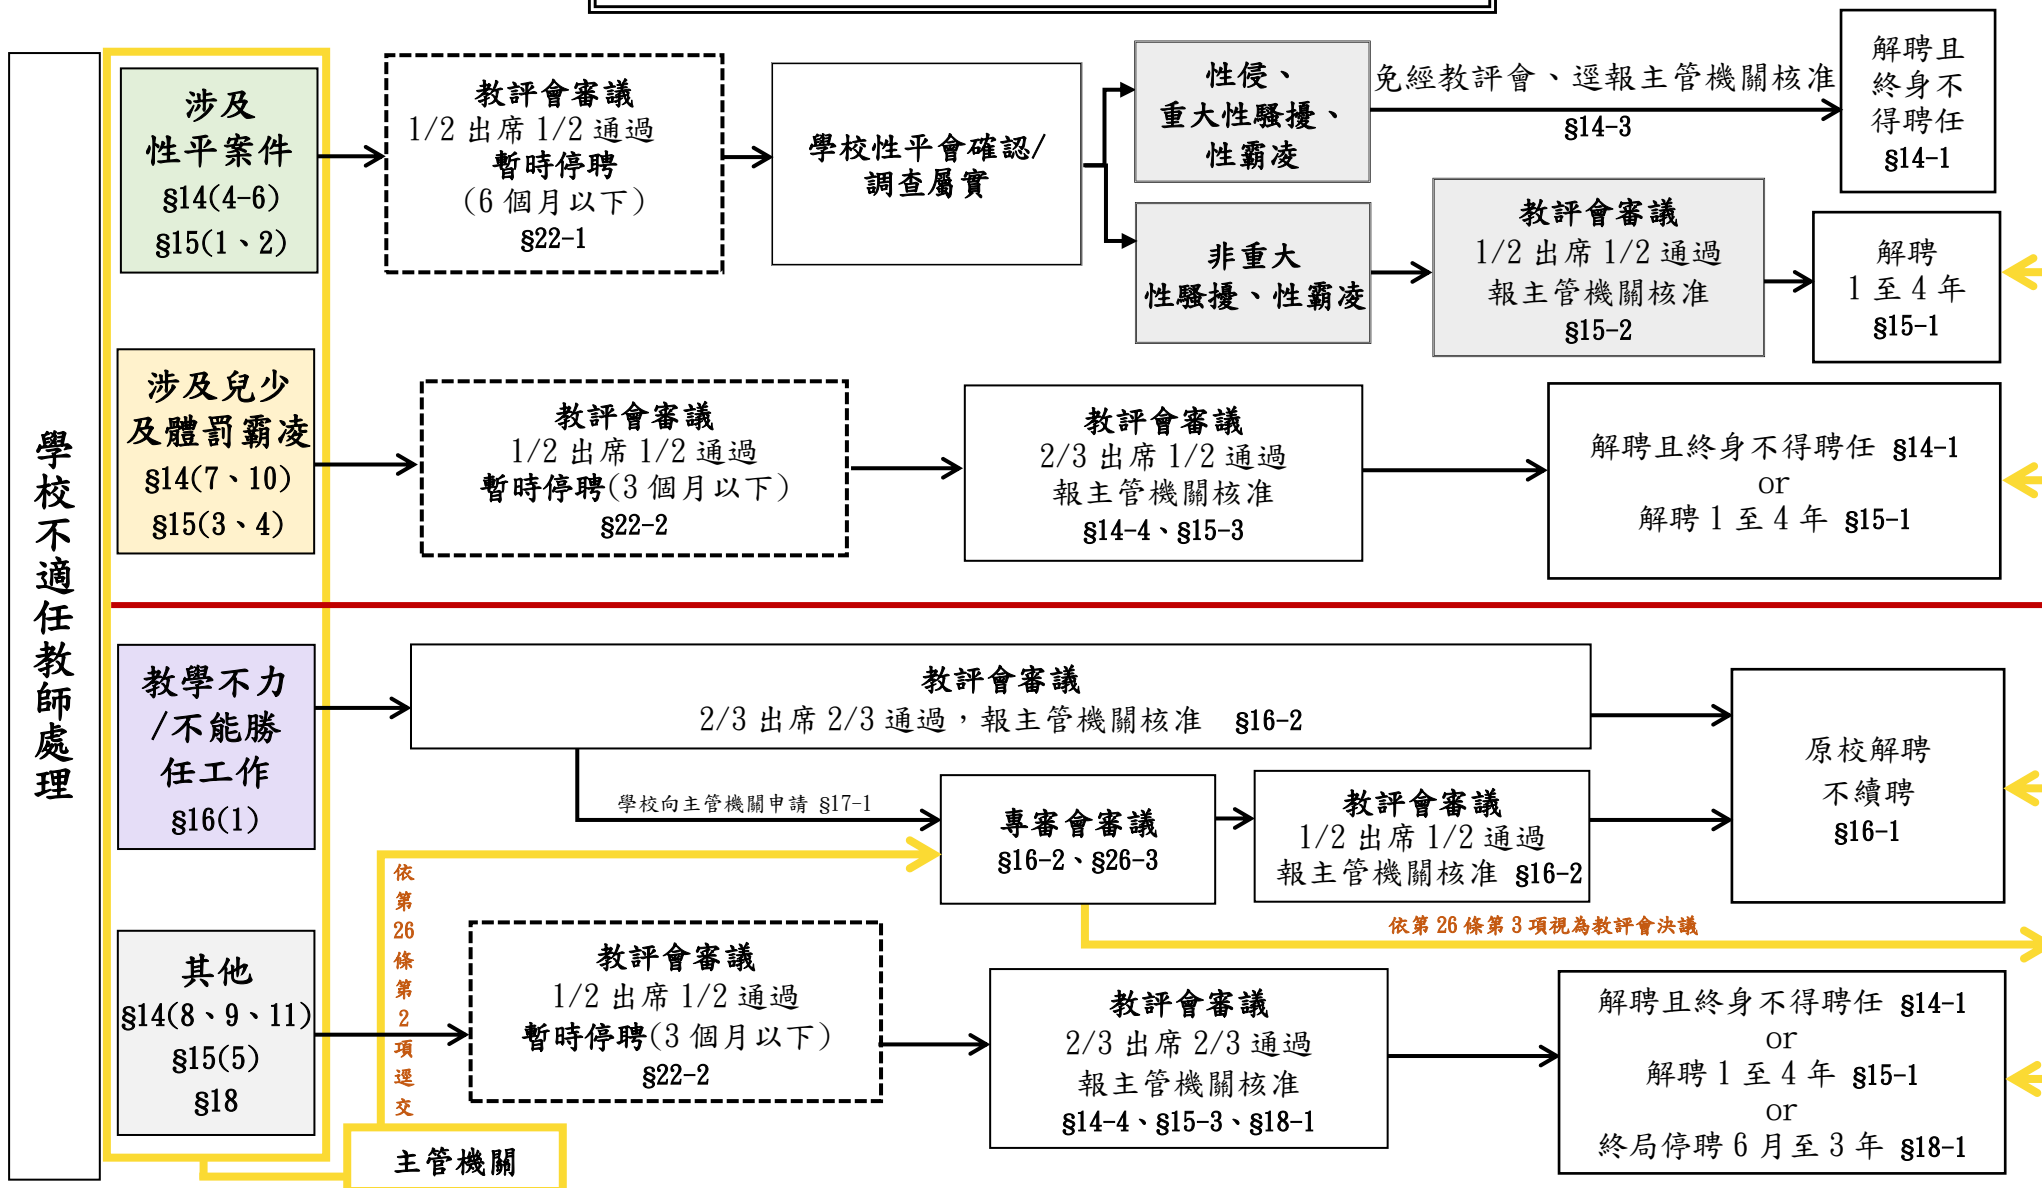 學校不適任教師處理
涉及
性平案件
§14(4-6)
§15(1、2)
教評會審議
1/2 出席 1/2 通過
暫時停聘
(6 個月以下)
§22-1
學校性平會確認/
調查屬實
性侵、
重大性騷擾、
性霸凌
免經教評會、逕報主管機關核准
§14-3
解聘且
終身不
得聘任
§14-1
非重大
性騷擾、性霸凌
教評會審議
1/2 出席 1/2 通過
報主管機關核准
§15-2
解聘
1 至 4 年
§15-1
涉及兒少
及體罰霸凌
§14(7、10)
§15(3、4)
教評會審議
1/2 出席 1/2 通過
暫時停聘(3 個月以下)
§22-2
教評會審議
2/3 出席 1/2 通過
報主管機關核准
§14-4、§15-3
解聘且終身不得聘任 §14-1
or
解聘 1 至 4 年 §15-1
教學不力
/不能勝
任工作
§16(1)
教評會審議
2/3 出席 2/3 通過，報主管機關核准 §16-2
學校向主管機關申請 §17-1
專審會審議
§16-2、§26-3
教評會審議
1/2 出席 1/2 通過
報主管機關核准 §16-2
原校解聘
不續聘
§16-1
依第 26 條第 3 項視為教評會決議
依
第
26
條
第
2
項
逕
交
其他
§14(8、9、11)
§15(5)
§18
教評會審議
1/2 出席 1/2 通過
暫時停聘(3 個月以下)
§22-2
教評會審議
2/3 出席 2/3 通過
報主管機關核准
§14-4、§15-3、§18-1
解聘且終身不得聘任 §14-1
or
解聘 1 至 4 年 §15-1
or
終局停聘 6 月至 3 年 §18-1
主管機關